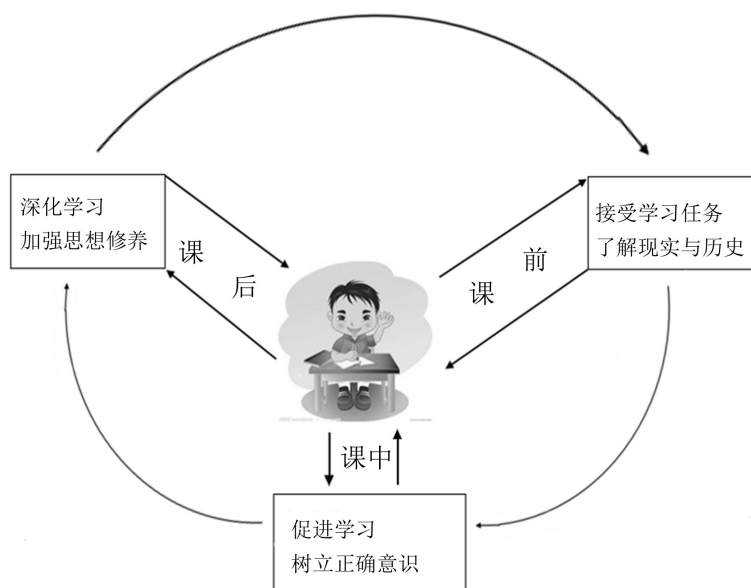 深化学习
加强思想修养
课后
接受学习任务
了解现实与历史
课前
课中
促进学习
树立正确意识